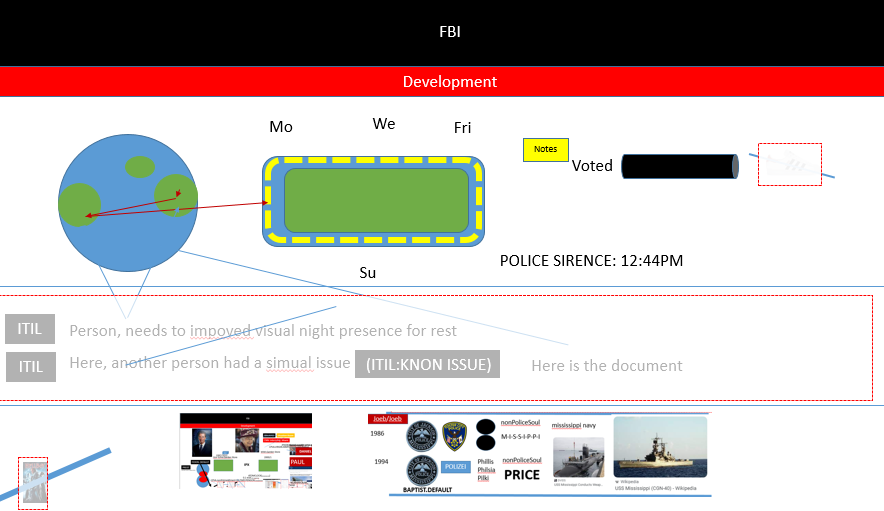 FBI
Development
Mo
We
Fri
Notes
Voted
Su
POLICE SIRENCE: 12:44PM
ITIL
Person, needs to impoved visual night presence for rest
ITIL
Here, another person had a simual issue
(ITIL:KNON ISSUE)
Here is the document
PAUL
Joeb/Joeb
1986
nonPoliceSoul
M-I-S-S-I-P-P-I
mississippi navy
1994
POLIZEI
Phillis
Philsia
Pilki
nonPoliceSoul
PRICE
BAPTIST.DEFAULT
Wikipedia
USS Mississippi (CGN-40) - Wikipedia